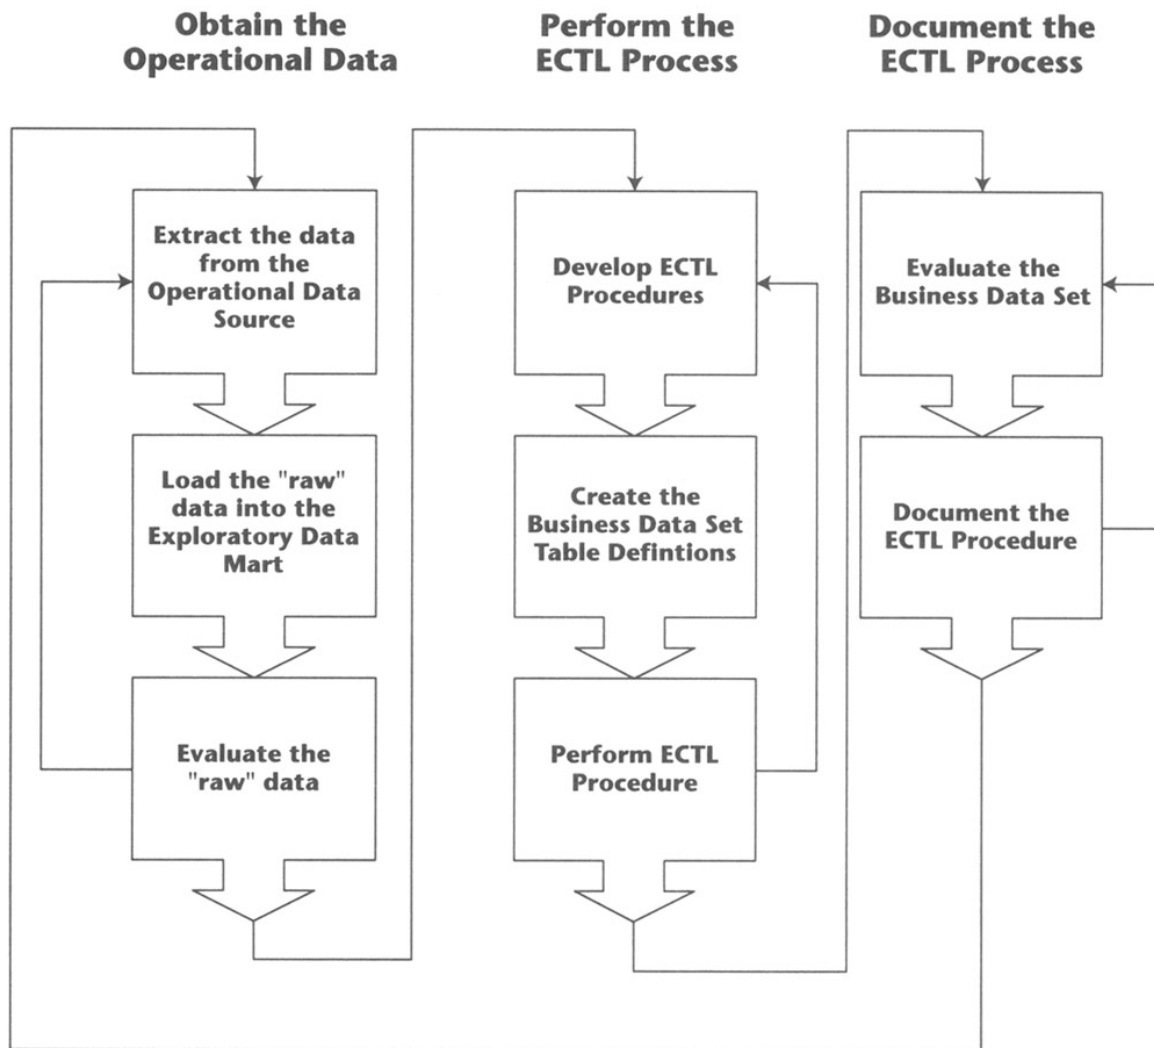 Obtain the
Operational Data
Perform the
ECTL Process
Document the
ECTL Process
Extract the data
from the
Operational Data
Source
Load the "raw"
data into the
Exploratory Data
Mart
Evaluate the
"raw" data
Develop ECTL
Procedures
Create the
Business Data Set
Table Defintions
Perform ECTL
Procedure
Evaluate the
Business Data Set
Document the
ECTL Procedure